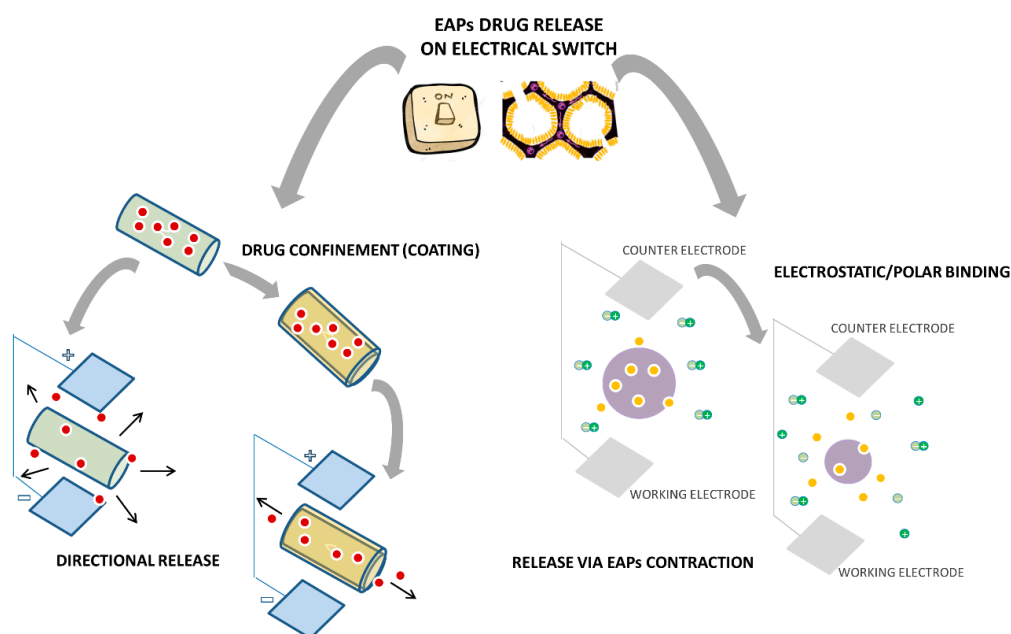 EAPs DRUG RELEASE
ON ELECTRICAL SWITCH
ON
DRUG CONFINEMENT (COATING)
COUNTER ELECTRODE
ELECTROSTATIC/POLAR BINDING
COUNTER ELECTRODE
WORKING ELECTRODE
DIRECTIONAL RELEASE
RELEASE VIA EAPs CONTRACTION
WORKING ELECTRODE